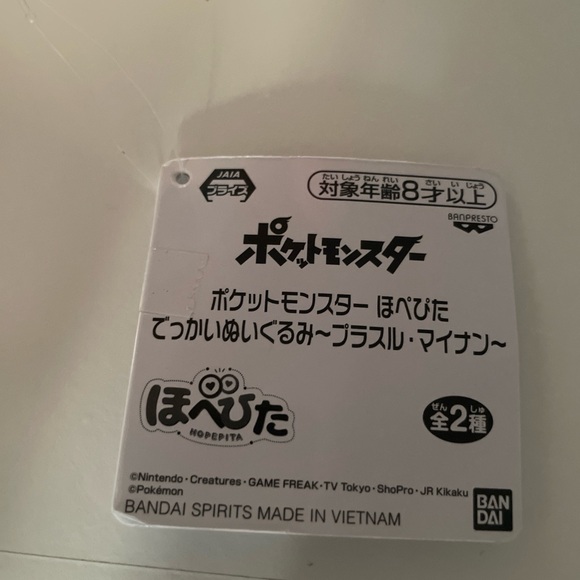 JAIA
プライズ
たい しょう ねん れい さい い じょう
対象年齢8才以上
BANPRESTO
ポケットモンスター
ポケットモンスター ほぺぴた
でっかいぬいぐるみ～プラスル・マイナン～
ほぺぴた
HOPEPITA
ぜん しゅ
全2種
©Nintendo・Creatures・GAME FREAK・TV Tokyo・ShoPro・JR Kikaku
©Pokémon
BANDAI SPIRITS MADE IN VIETNAM
BAN
DAI